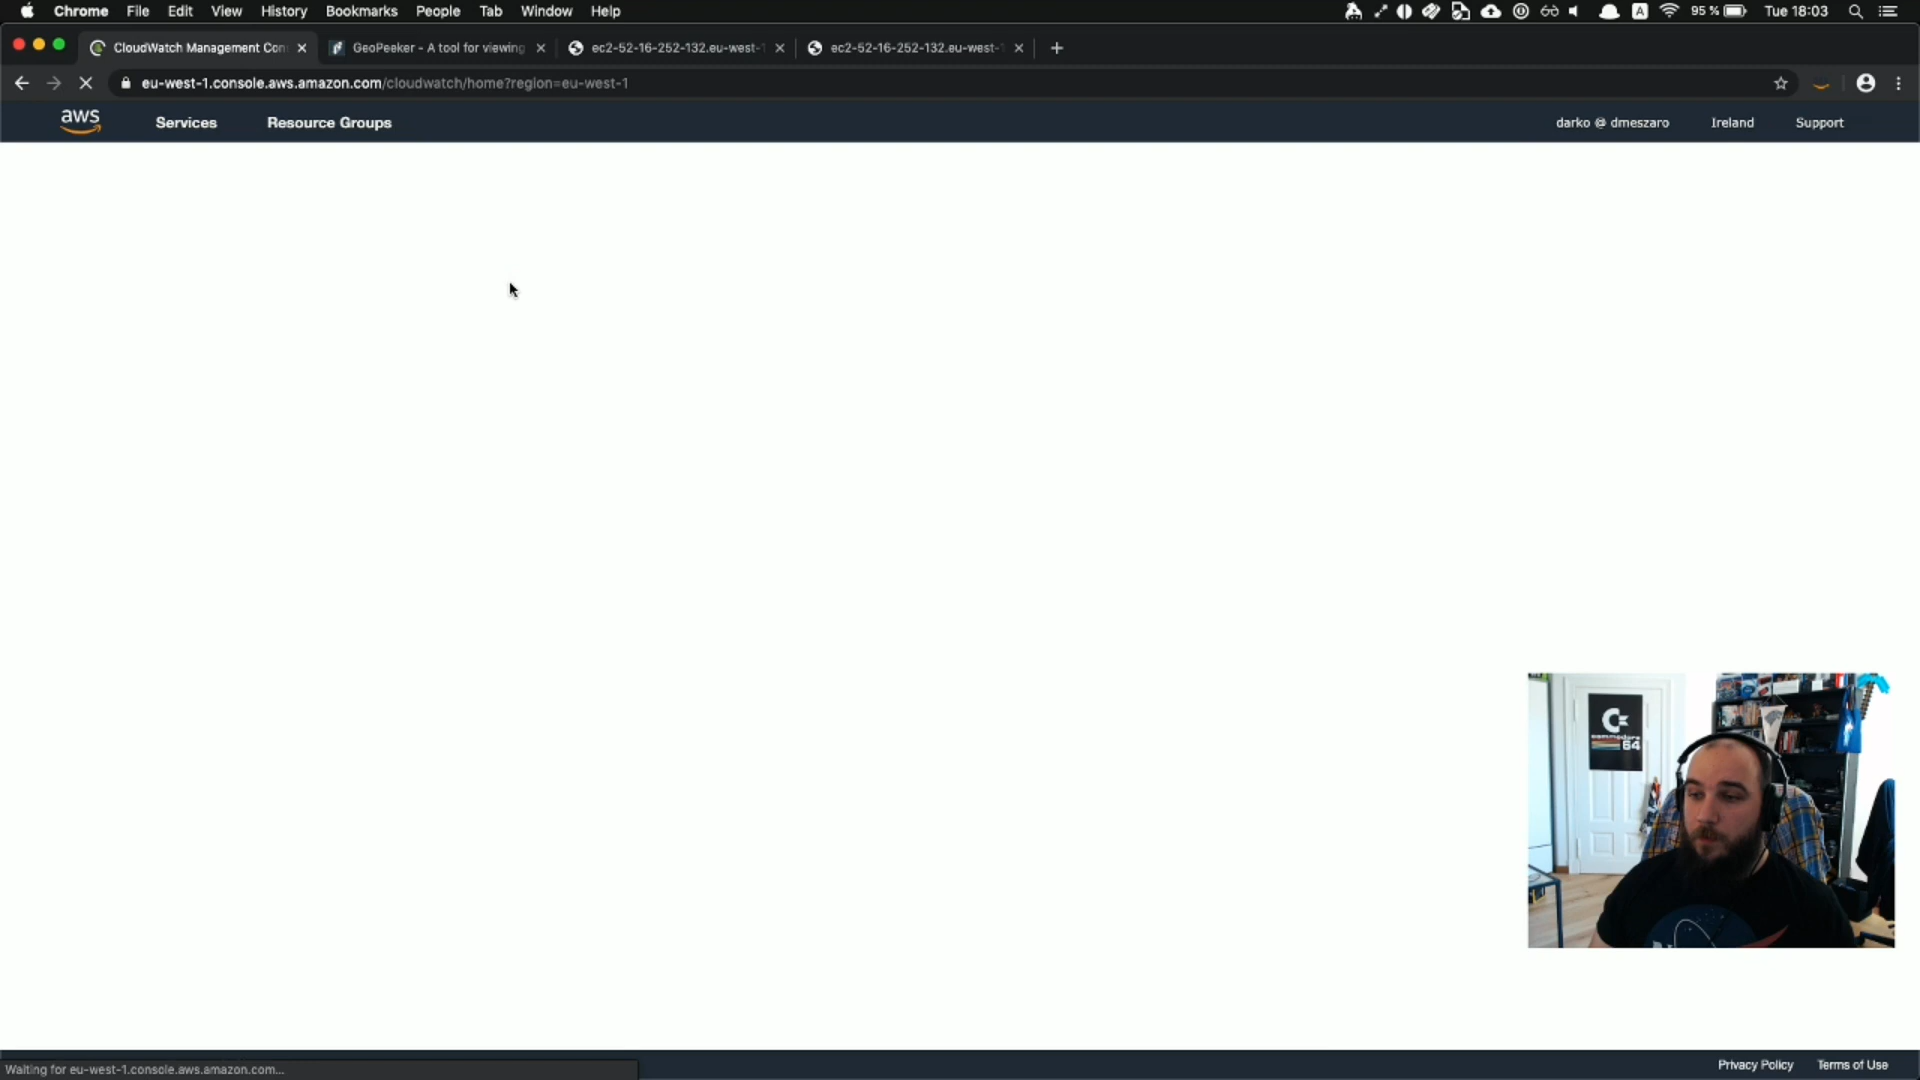 Chrome File Edit View History Bookmarks People Tab Window Help 95 % Tue 18:03
CloudWatch Management Con GeoPeeker - A tool for viewing ec2-52-16-252-132.eu-west-1 ec2-52-16-252-132.eu-west-
eu-west-1.console.aws.amazon.com/cloudwatch/home?region=eu-west-1
aws Services Resource Groups darko @ dmeszaro Ireland Support
commodore
64
Waiting for eu-west-1.console.aws.amazon.com...
Privacy Policy Terms of Use